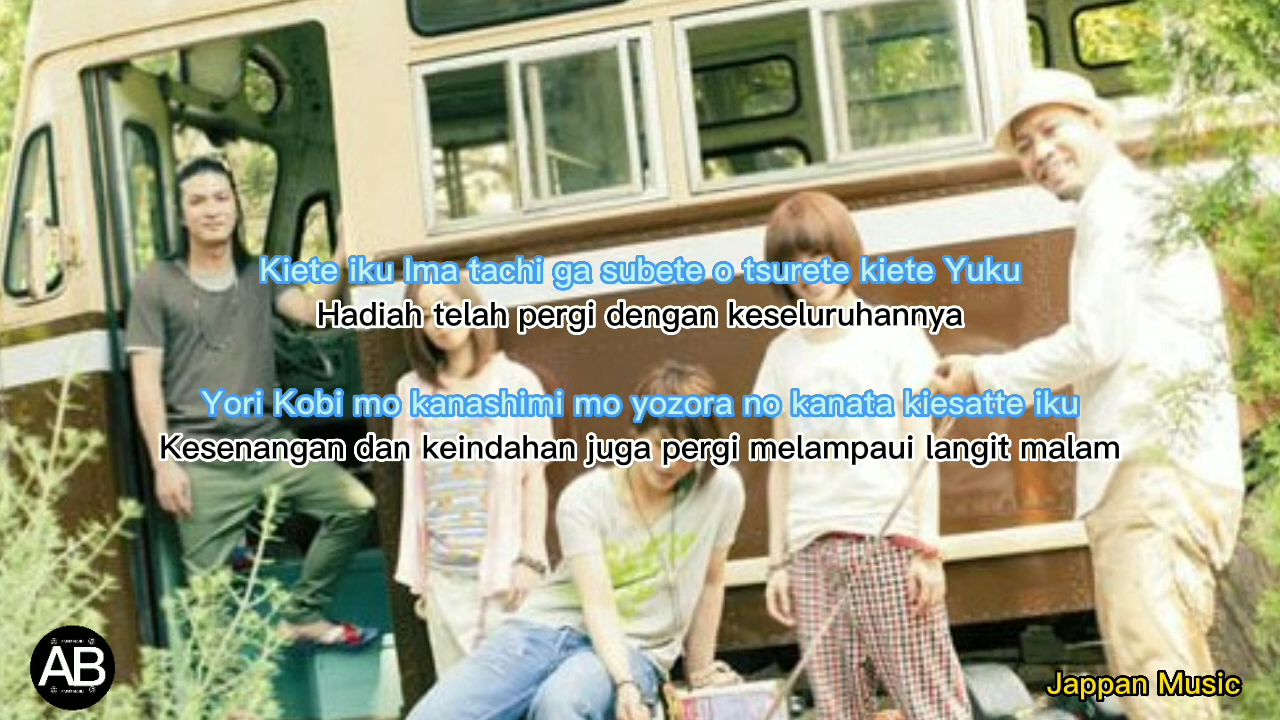 Kiete iku Ima tachi ga subete o tsurete kiete Yuku
Hadiah telah pergi dengan keseluruhannya
Yori Kobi mo kanashimi mo yozora no kanata kiesatte iku
Kesenangan dan keindahan juga pergi melampaui langit malam
AB
Jappan Music